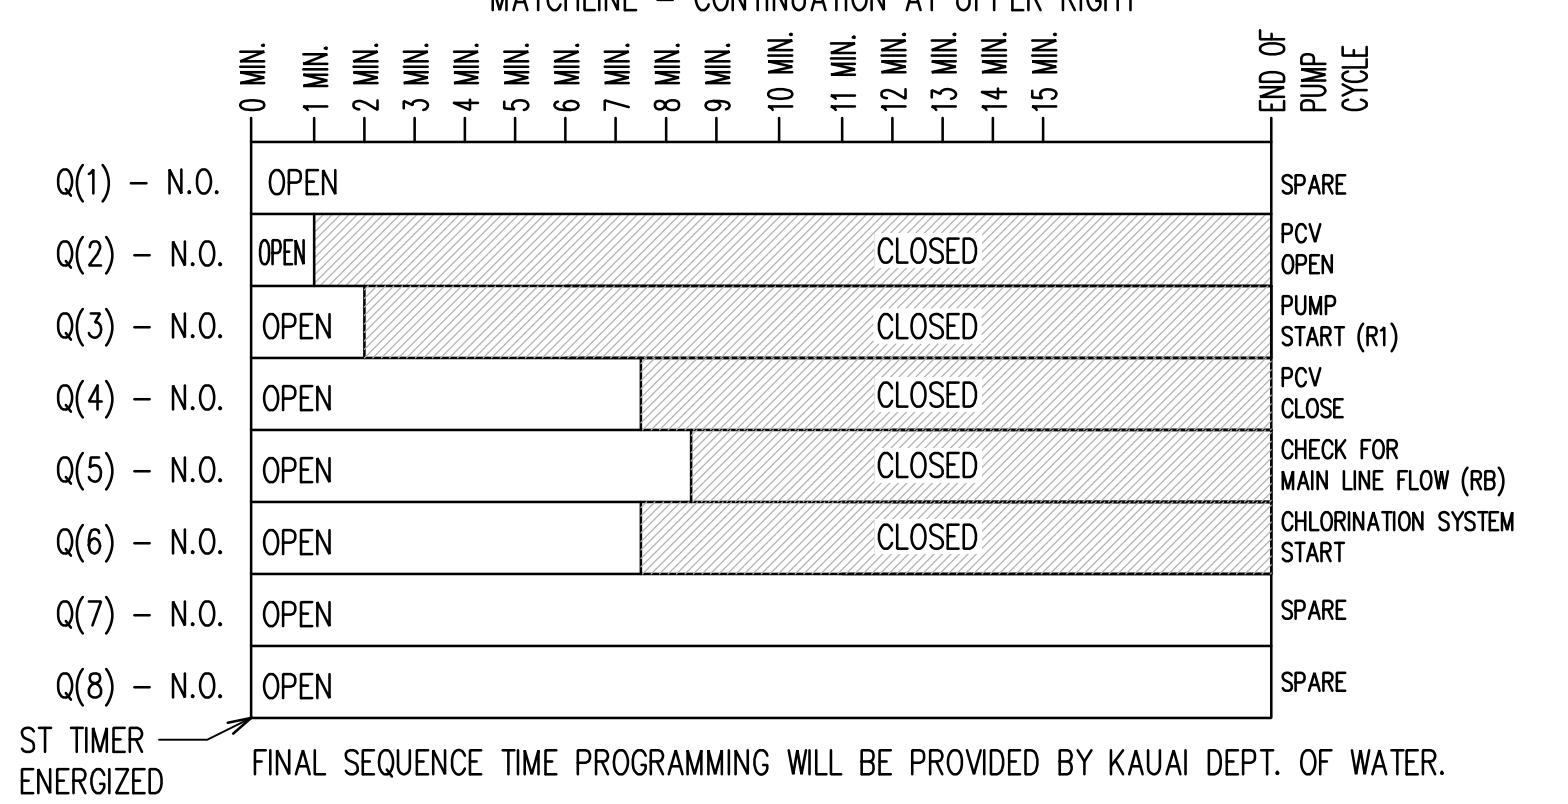 MATCHLINE – CONTINUATION AT UPPER RIGHT
0 MIN.
1 MIN.
2 MIN.
3 MIN.
4 MIN.
5 MIN.
6 MIN.
7 MIN.
8 MIN.
9 MIN.
10 MIN.
11 MIN.
12 MIN.
13 MIN.
14 MIN.
15 MIN.
END OF
PUMP
CYCLE
Q(1) – N.O. OPEN SPARE
Q(2) – N.O. OPEN CLOSED PCV
OPEN
Q(3) – N.O. OPEN CLOSED PUMP
START (R1)
Q(4) – N.O. OPEN CLOSED PCV
CLOSE
Q(5) – N.O. OPEN CLOSED CHECK FOR
MAIN LINE FLOW (RB)
Q(6) – N.O. OPEN CLOSED CHLORINATION SYSTEM
START
Q(7) – N.O. OPEN SPARE
Q(8) – N.O. OPEN SPARE
ST TIMER
ENERGIZED
FINAL SEQUENCE TIME PROGRAMMING WILL BE PROVIDED BY KAUAI DEPT. OF WATER.